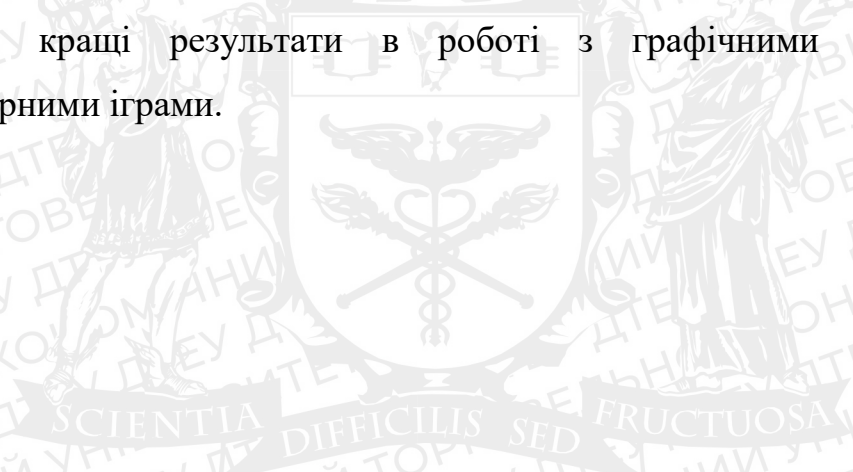 кращі результати в роботі з графічними
рними іграми.
SCIENTIA DIFFICILIS SED FRUCTUOSA